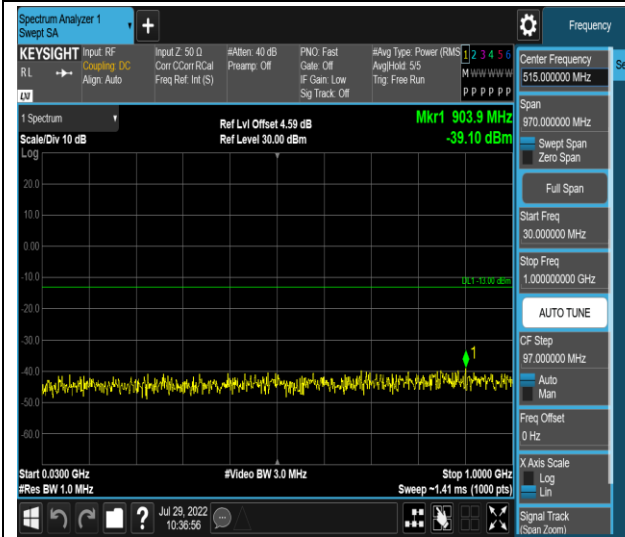 Spectrum Analyzer 1
Swept SA
+
Frequency
KEYSIGHT
RL
LXI
Input: RF
Coupling: DC
Align: Auto
Input Z: 50 Ω
Corr CCorr RCal
Freq Ref: Int (S)
#Atten: 40 dB
Preamp: Off
PNO: Fast
Gate: Off
IF Gain: Low
Sig Track: Off
#Avg Type: Power (RMS
Avg|Hold: 5/5
Trig: Free Run
1 2 3 4 5 6
M W W W W W
P P P P P P
1 Spectrum
Scale/Div 10 dB
Log
Ref Lvl Offset 4.59 dB
Ref Level 30.00 dBm
Mkr1 903.9 MHz
-39.10 dBm
20.0
10.0
0.00
-10.0
-20.0
-30.0
-40.0
-50.0
-60.0
DL1 -13.00 dBm
1
Start 0.0300 GHz
#Res BW 1.0 MHz
#Video BW 3.0 MHz
Stop 1.0000 GHz
Sweep ~1.41 ms (1000 pts)
?
Jul 29, 2022
10:36:56
Center Frequency
515.000000 MHz
Span
970.000000 MHz
Swept Span
Zero Span
Full Span
Start Freq
30.000000 MHz
Stop Freq
1.000000000 GHz
AUTO TUNE
CF Step
97.000000 MHz
Auto
Man
Freq Offset
0 Hz
X Axis Scale
Log
Lin
Signal Track
(Span Zoom)
Se